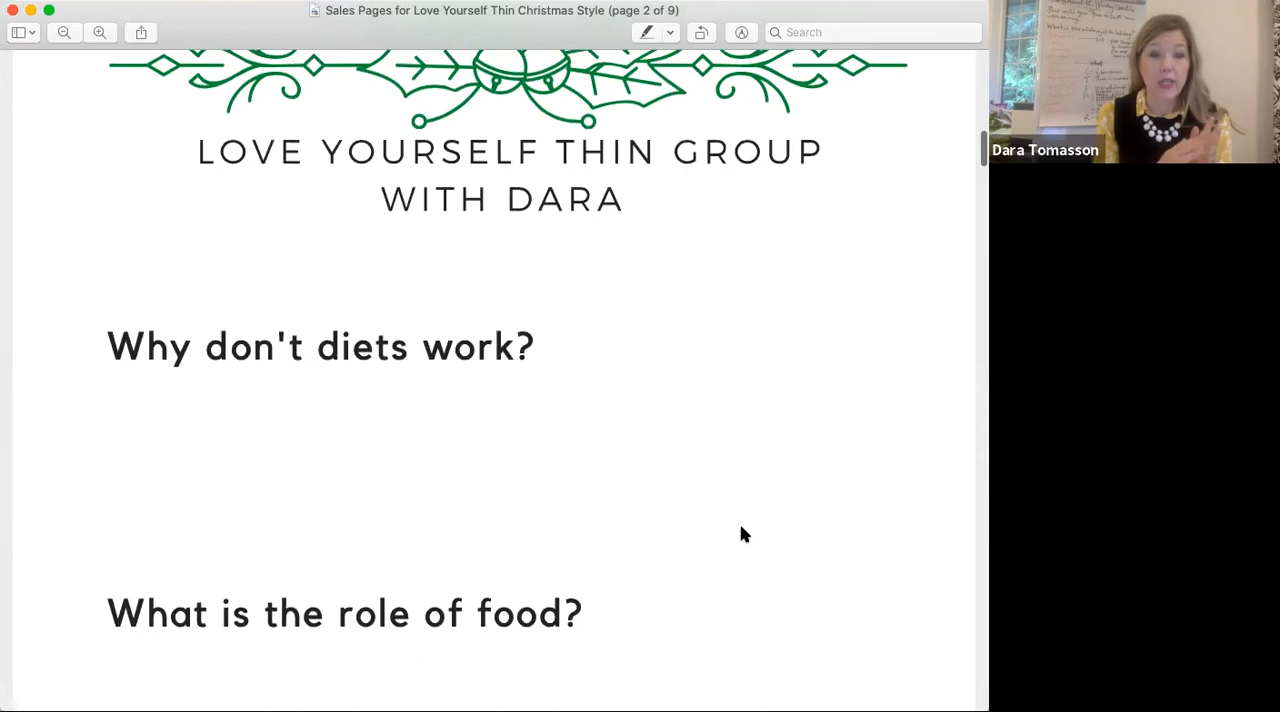 Sales Pages for Love Yourself Thin Christmas Style (page 2 of 9)
Search
LOVE YOURSELF THIN GROUP
WITH DARA
Why don't diets work?
What is the role of food?
Dara Tomasson